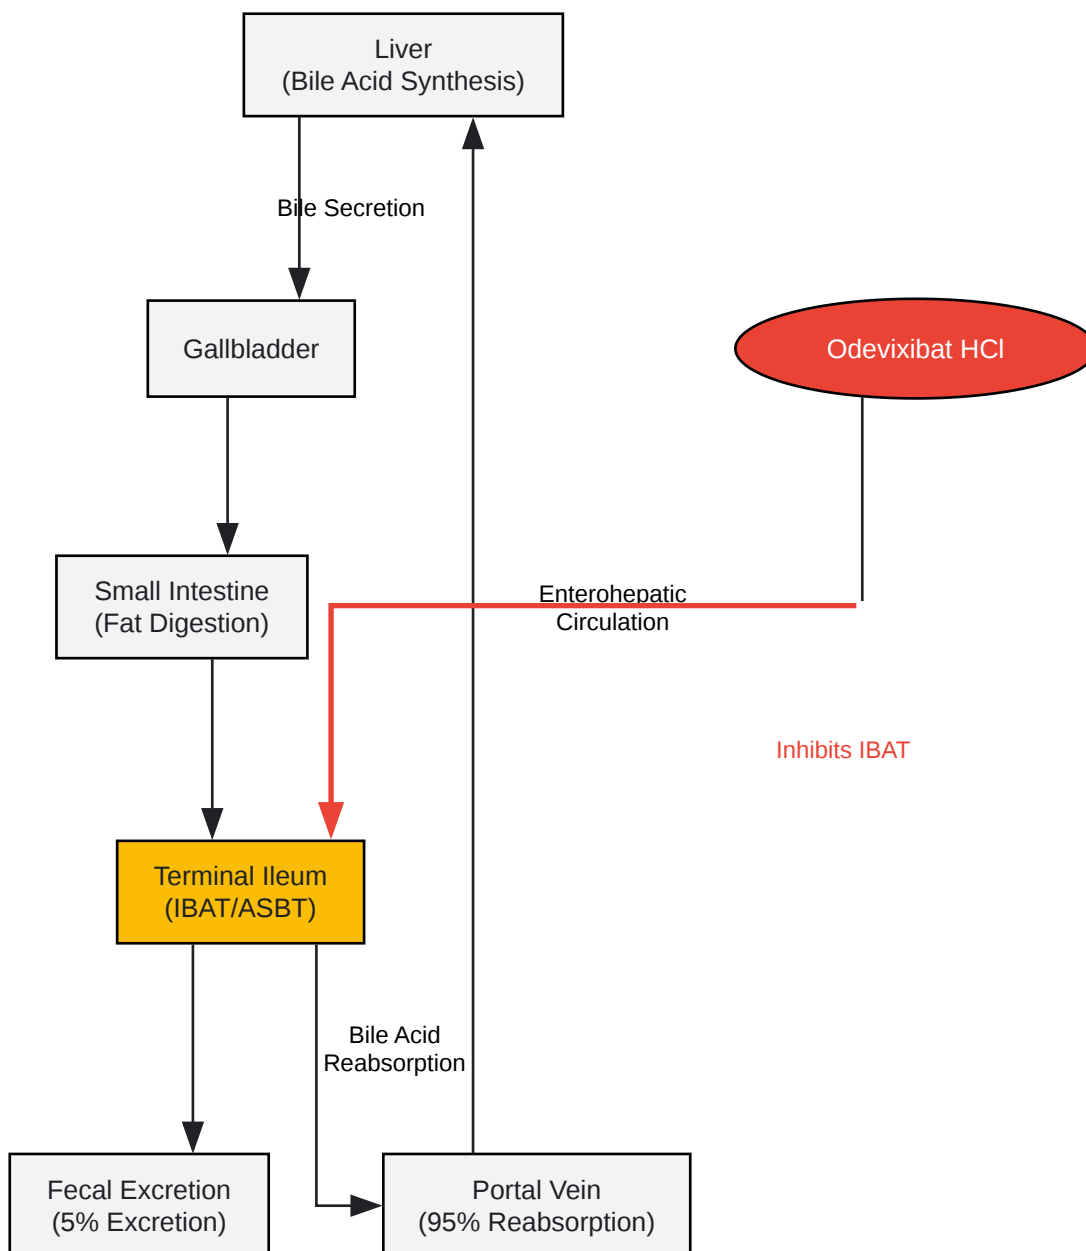 Liver
(Bile Acid Synthesis)
Bile Secretion
Gallbladder
Odevixibat HCl
Small Intestine
(Fat Digestion)
Enterohepatic
Circulation
Inhibits IBAT
Terminal Ileum
(IBAT/ASBT)
Bile Acid
Reabsorption
Fecal Excretion
(5% Excretion)
Portal Vein
(95% Reabsorption)